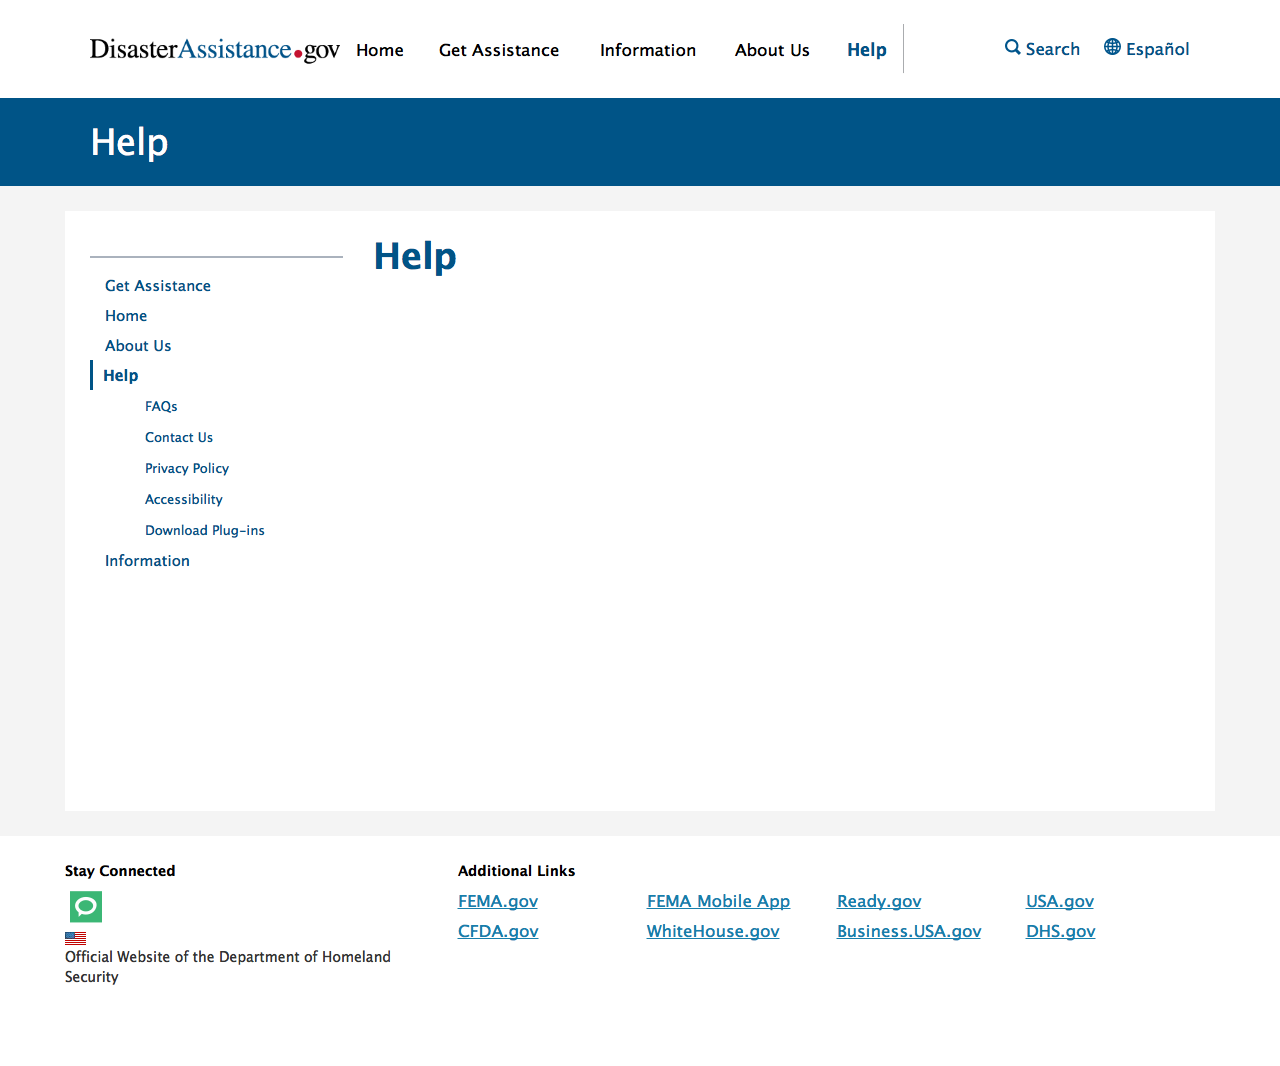 DisasterAssistance.gov Home Get Assistance Information About Us Help Search Español
Help
Help
Get Assistance
Home
About Us
Help
FAQs
Contact Us
Privacy Policy
Accessibility
Download Plug-ins
Information
Stay Connected
Official Website of the Department of Homeland
Security
Additional Links
FEMA.gov FEMA Mobile App Ready.gov USA.gov
CFDA.gov WhiteHouse.gov Business.USA.gov DHS.gov